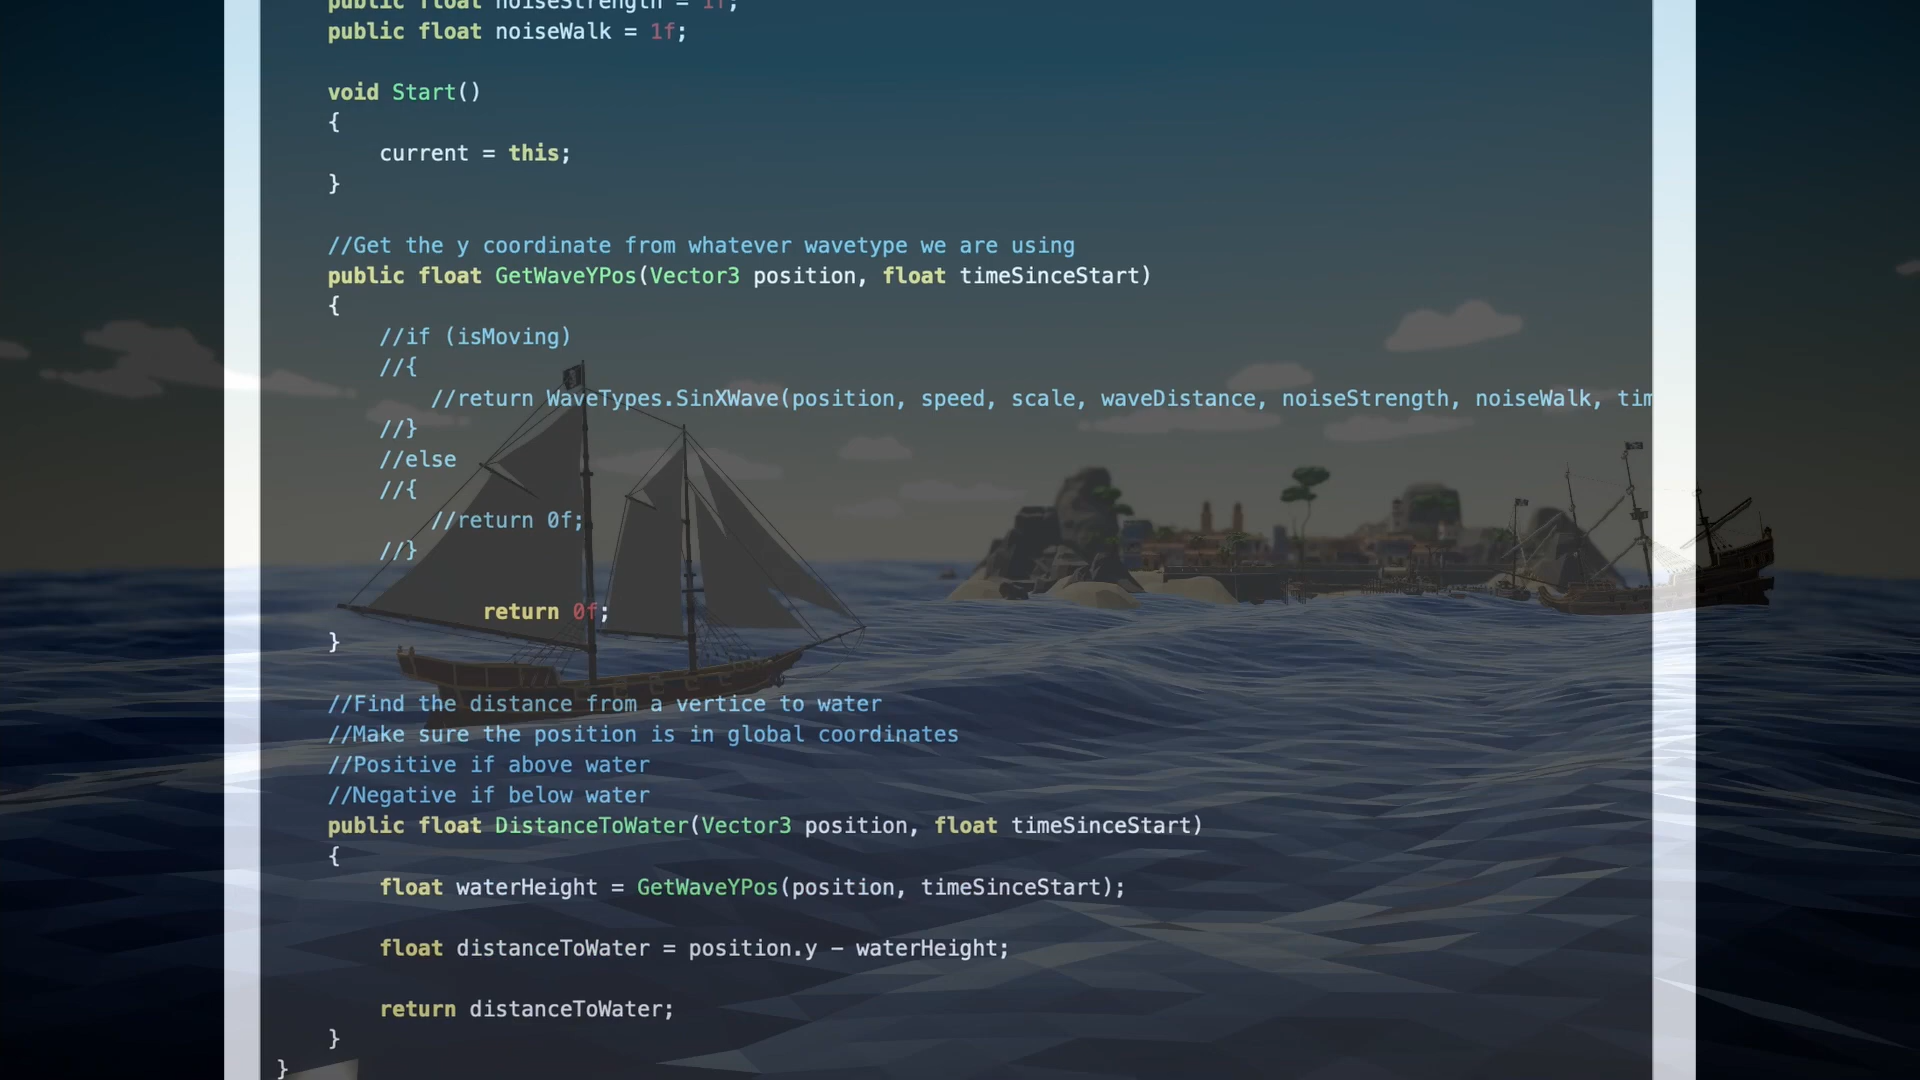 public float noiseStrength = 1f;
public float noiseWalk = 1f;
void Start()
{
current = this;
}
//Get the y coordinate from whatever wavetype we are using
public float GetWaveYPos(Vector3 position, float timeSinceStart)
{
//if (isMoving)
//{
//return WaveTypes.SinXWave(position, speed, scale, waveDistance, noiseStrength, noiseWalk, tim
//}
//else
//{
//return 0f;
//}
return 0f;
}
//Find the distance from a vertice to water
//Make sure the position is in global coordinates
//Positive if above water
//Negative if below water
public float DistanceToWater(Vector3 position, float timeSinceStart)
{
float waterHeight = GetWaveYPos(position, timeSinceStart);
float distanceToWater = position.y - waterHeight;
return distanceToWater;
}
}